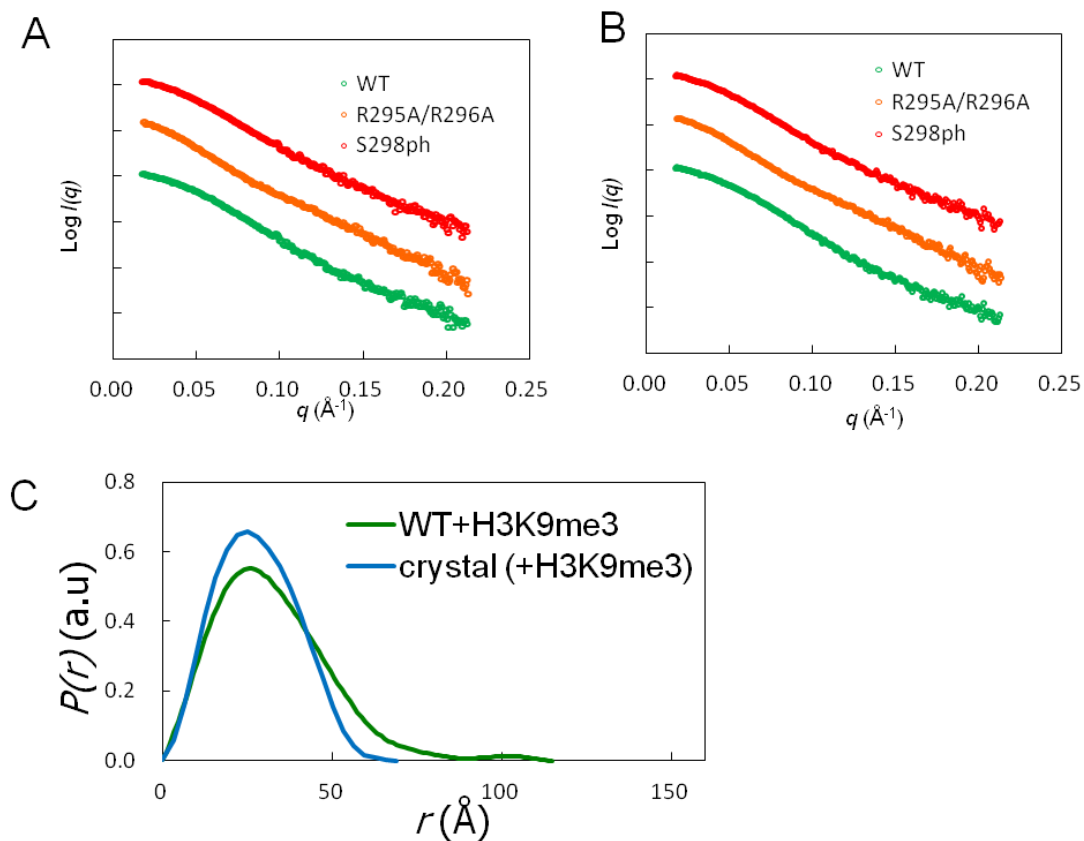 A
WT
R295A/R296A
S298ph
Log I(q)
0.00 0.05 0.10 0.15 0.20 0.25
q (Å-1)
B
WT
R295A/R296A
S298ph
Log I(q)
0.00 0.05 0.10 0.15 0.20 0.25
q (Å-1)
C
0.8
0.6
0.4
0.2
0.0
P(r) (a.u)
WT+H3K9me3
crystal (+H3K9me3)
0 50 100 150
r (Å)